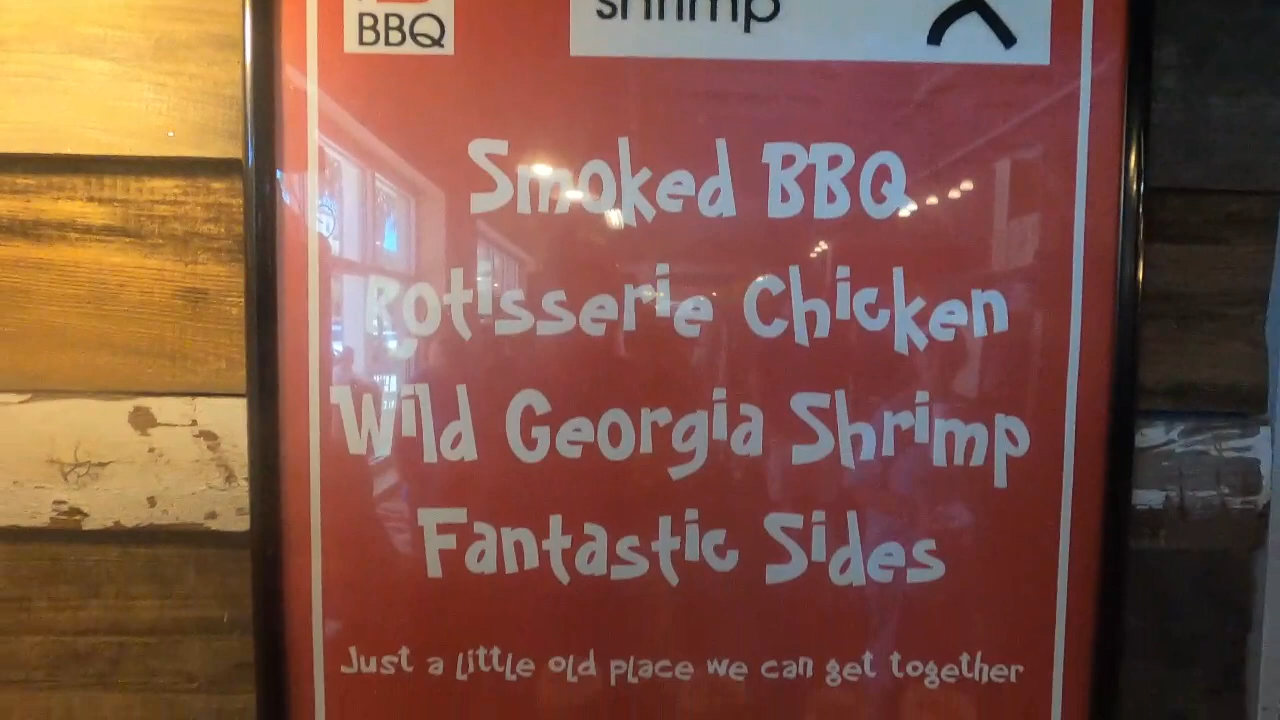 BBQ
shrimp
Smoked BBQ
Rotisserie Chicken
Wild Georgia Shrimp
Fantastic Sides
Just a little old place we can get together